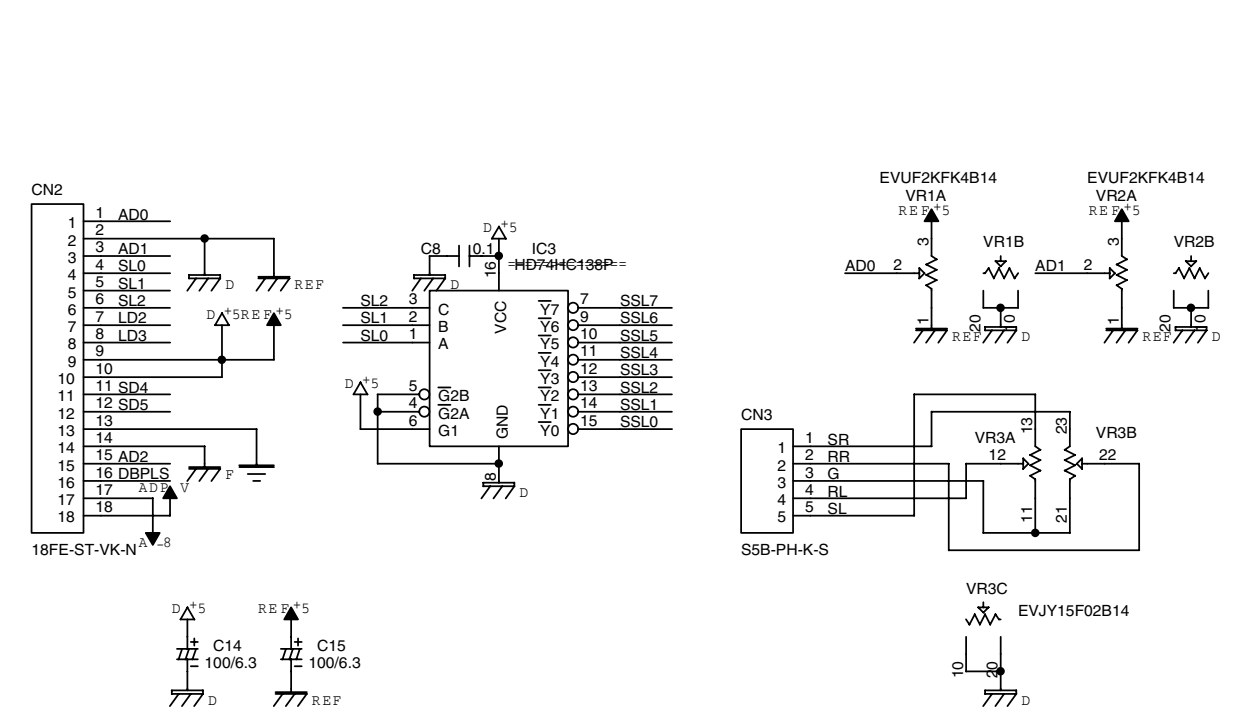 CN2
1 1 AD0
2 2
3 3 AD1
4 4 SL0
5 5 SL1
6 6 SL2
7 7 LD2
8 8 LD3
9 9
10 10
11 11 SD4
12 12 SD5
13 13
14 14
15 15 AD2
16 16 DBPLS
17 17
18 18
18FE-ST-VK-N
D
REF
D +5
REF +5
F
D +5
C8
0.1
D
16
IC3
HD74HC138P
SL2 3 C
SL1 2 B
SL0 1 A
VCC
Y7 7 SSL7
Y6 9 SSL6
Y5 10 SSL5
Y4 11 SSL4
Y3 12 SSL3
Y2 13 SSL2
Y1 14 SSL1
Y0 15 SSL0
D +5
5 G2B
4 G2A
6 G1
GND
8
D
EVUF2KFK4B14
VR1A
REF +5
3
AD0 2
1
REF
VR1B
20
0
D
EVUF2KFK4B14
VR2A
REF +5
3
AD1 2
1
REF
VR2B
20
0
D
CN3
1 1 SR
2 2 RR
3 3 G
4 4 RL
5 5 SL
S5B-PH-K-S
13
23
VR3A
12
VR3B
22
11
21
D +5
C14
100/6.3
D
REF +5
C15
100/6.3
REF
VR3C
EVJY15F02B14
10
20
D